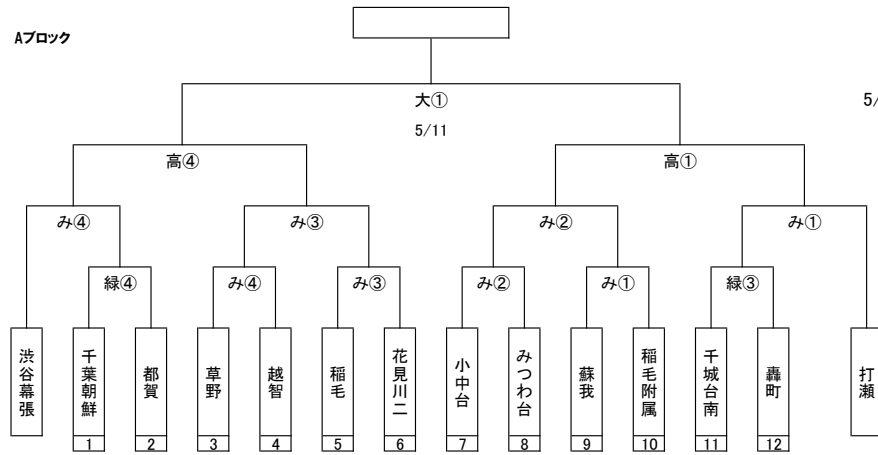 Aブロック
大①
5/
5/11
高④
高①
み④
み③
み②
み①
緑④
み④
み③
み②
み①
緑③
渋谷幕張
千葉朝鮮
都賀
草野
越智
稲毛
花見川二
小中台
みつわ台
蘇我
稲毛附属
千城台南
轟町
打瀬
1
2
3
4
5
6
7
8
9
10
11
12